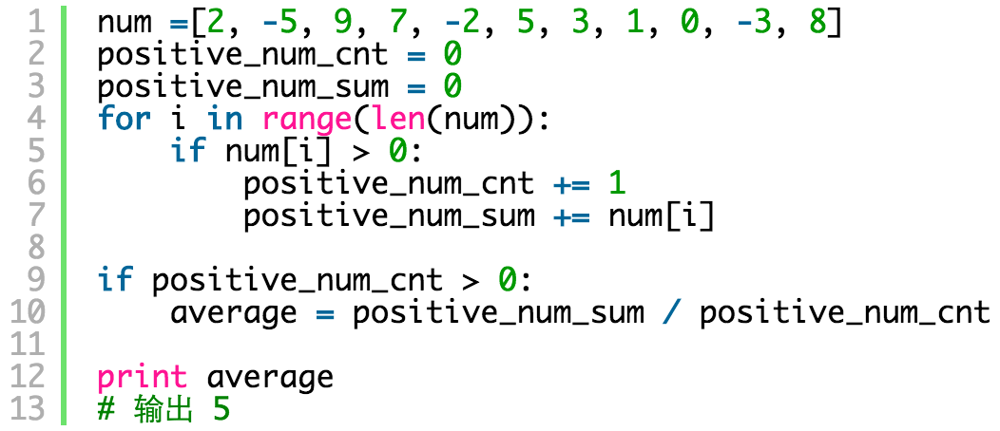 1 num =[2, -5, 9, 7, -2, 5, 3, 1, 0, -3, 8]
2 positive_num_cnt = 0
3 positive_num_sum = 0
4 for i in range(len(num)):
5     if num[i] > 0:
6         positive_num_cnt += 1
7         positive_num_sum += num[i]
8
9 if positive_num_cnt > 0:
10     average = positive_num_sum / positive_num_cnt
11
12 print average
13 # 输出 5